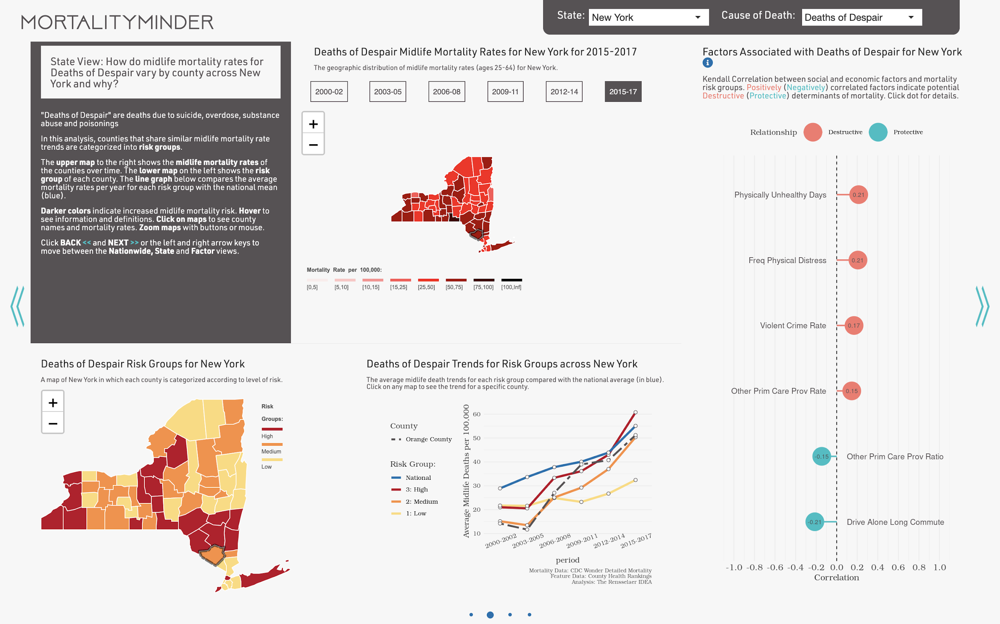 MORTALITYMINDER
State: New York Cause of Death: Deaths of Despair
State View: How do midlife mortality rates for
Deaths of Despair vary by county across New
York and why?
"Deaths of Despair" are deaths due to suicide, overdose, substance
abuse and poisonings
In this analysis, counties that share similar midlife mortality rate
trends are categorized into risk groups.
The upper map to the right shows the midlife mortality rates of
the counties over time. The lower map on the left shows the risk
group of each county. The line graph below compares the average
mortality rates per year for each risk group with the national mean
(blue).
Darker colors indicate increased midlife mortality risk. Hover to
see information and definitions. Click on maps to see county
names and mortality rates. Zoom maps with buttons or mouse.
Click BACK << and NEXT >> or the left and right arrow keys to
move between the Nationwide, State and Factor views.
Deaths of Despair Midlife Mortality Rates for New York for 2015-2017
The geographic distribution of midlife mortality rates (ages 25-64) for New York.
2000-02 2003-05 2006-08 2009-11 2012-14 2015-17
+
−
Mortality Rate per 100,000:
[0,5] [5,10] [10,15] [15,25] [25,50] [50,75] [75,100] [100,Inf]
Factors Associated with Deaths of Despair for New York
i
Kendall Correlation between social and economic factors and mortality
risk groups. Positively (Negatively) correlated factors indicate potential
Destructive (Protective) determinants of mortality. Click dot for details.
Relationship Destructive Protective
Physically Unhealthy Days 0.21
Freq Physical Distress 0.21
Violent Crime Rate 0.17
Other Prim Care Prov Rate 0.15
-0.15 Other Prim Care Prov Ratio
-0.21 Drive Alone Long Commute
-1.0 -0.8 -0.6 -0.4 -0.2 0.0 0.2 0.4 0.6 0.8 1.0
Correlation
Deaths of Despair Risk Groups for New York
A map of New York in which each county is categorized according to level of risk.
+
−
Risk
Groups:
High
Medium
Low
Deaths of Despair Trends for Risk Groups across New York
The average midlife death trends for each risk group compared with the national average (in blue).
Click on any map to see the trend for a specific county.
County
Orange County
Risk Group:
National
3: High
2: Medium
1: Low
Average Midlife Deaths per 100,000
60
50
40
30
20
10
2000-2002 2003-2005 2006-2008 2009-2011 2012-2014 2015-2017
period
Mortality Data: CDC Wonder Detailed Mortality
Feature Data: County Health Rankings
Analysis: The Rensselaer IDEA